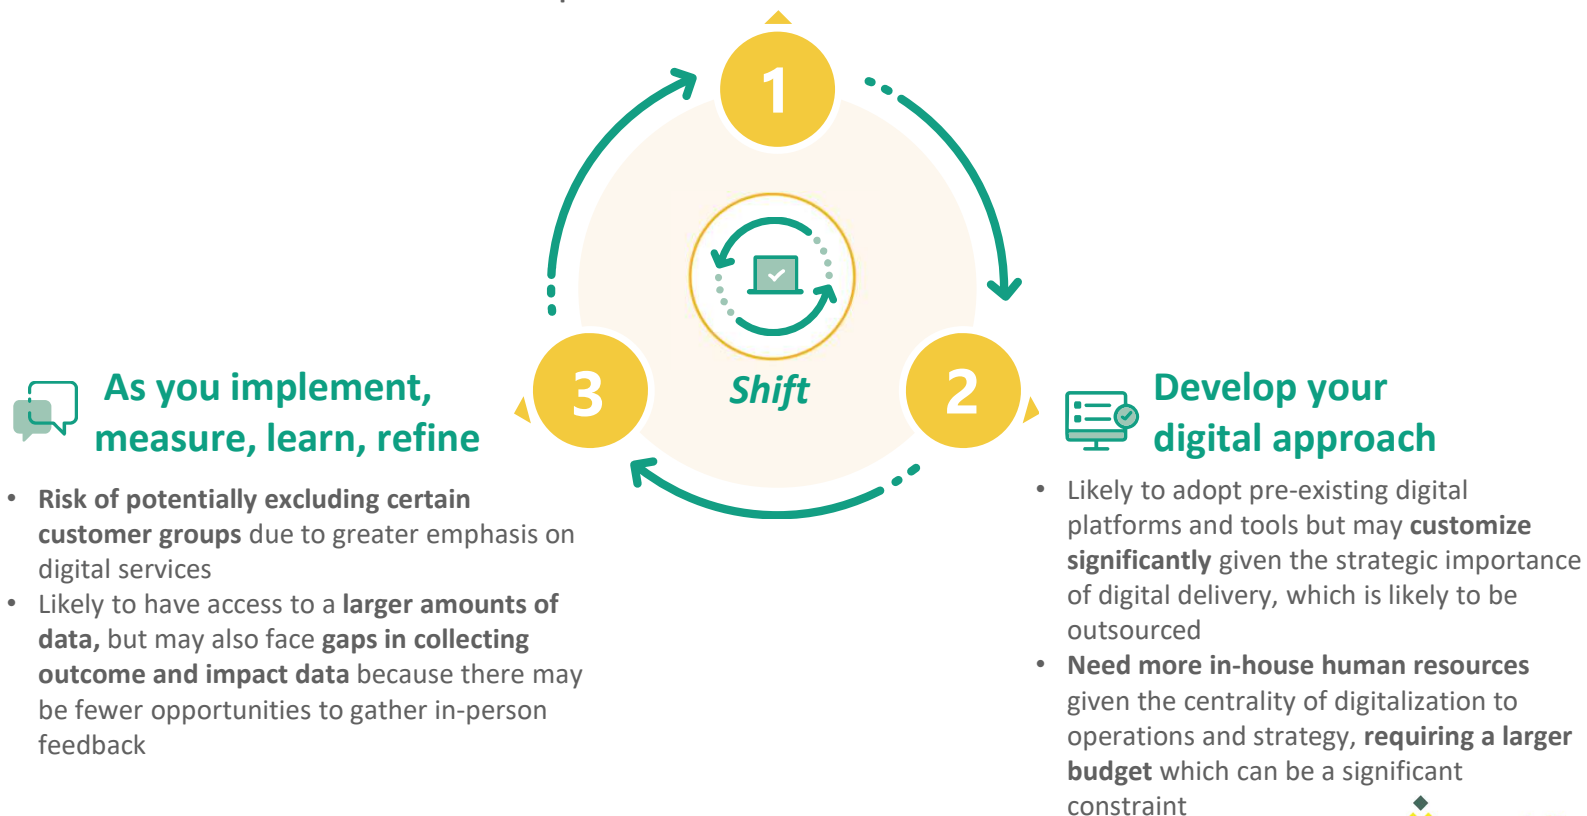 1
3
Shift
2
As you implement,
measure, learn, refine
• Risk of potentially excluding certain
customer groups due to greater emphasis on
digital services
• Likely to have access to a larger amounts of
data, but may also face gaps in collecting
outcome and impact data because there may
be fewer opportunities to gather in-person
feedback
Develop your
digital approach
• Likely to adopt pre-existing digital
platforms and tools but may customize
significantly given the strategic importance
of digital delivery, which is likely to be
outsourced
• Need more in-house human resources
given the centrality of digitalization to
operations and strategy, requiring a larger
budget which can be a significant
constraint